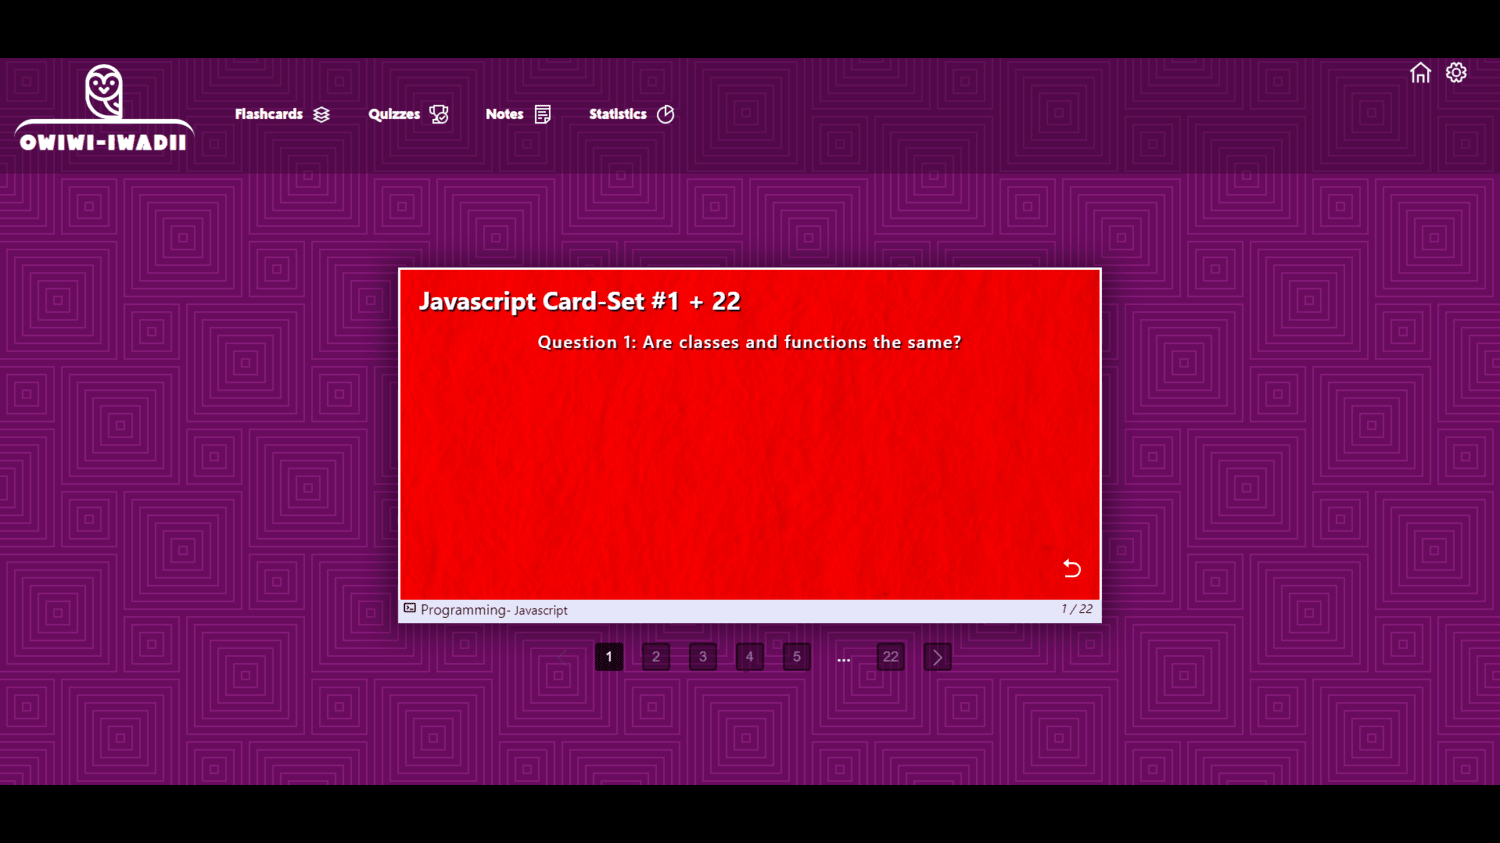 OWIWI-IWADII
Flashcards
Quizzes
Notes
Statistics
Javascript Card-Set #1 + 22
Question 1: Are classes and functions the same?
Programming- Javascript
1 / 22
1 2 3 4 5 ... 22